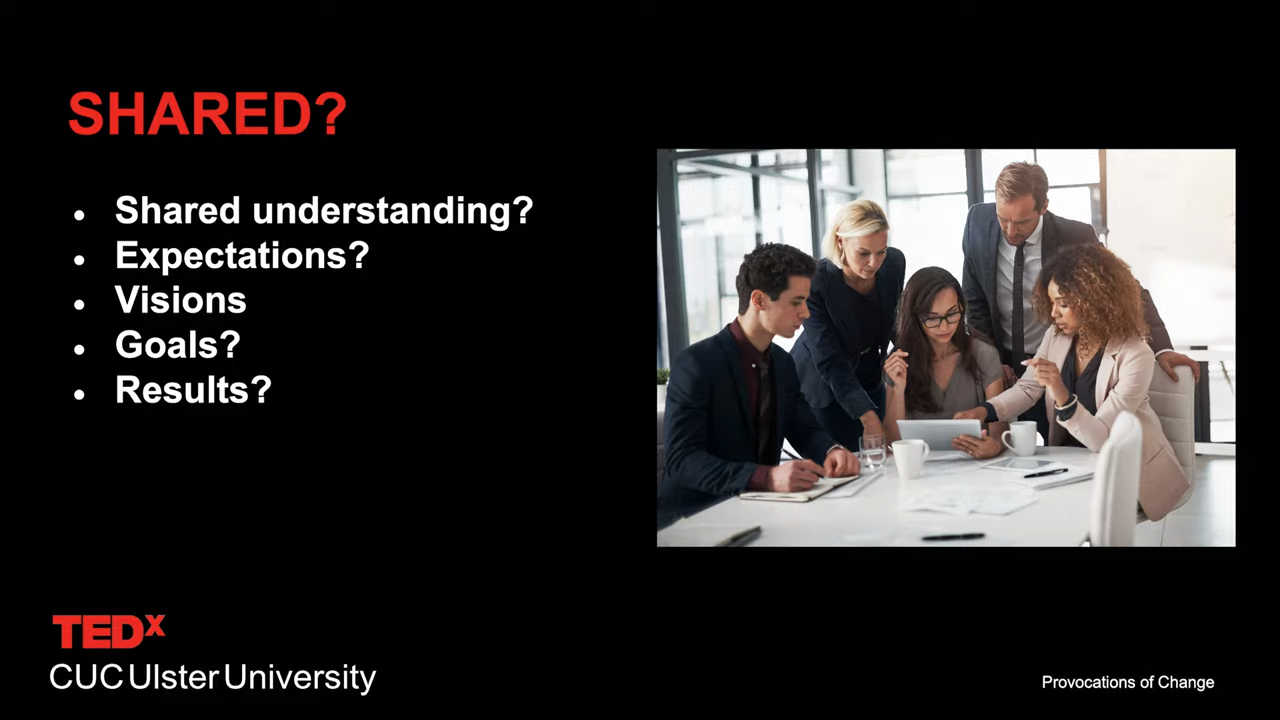 SHARED?
• Shared understanding?
• Expectations?
• Visions
• Goals?
• Results?
TEDx
CUC Ulster University
Provocations of Change